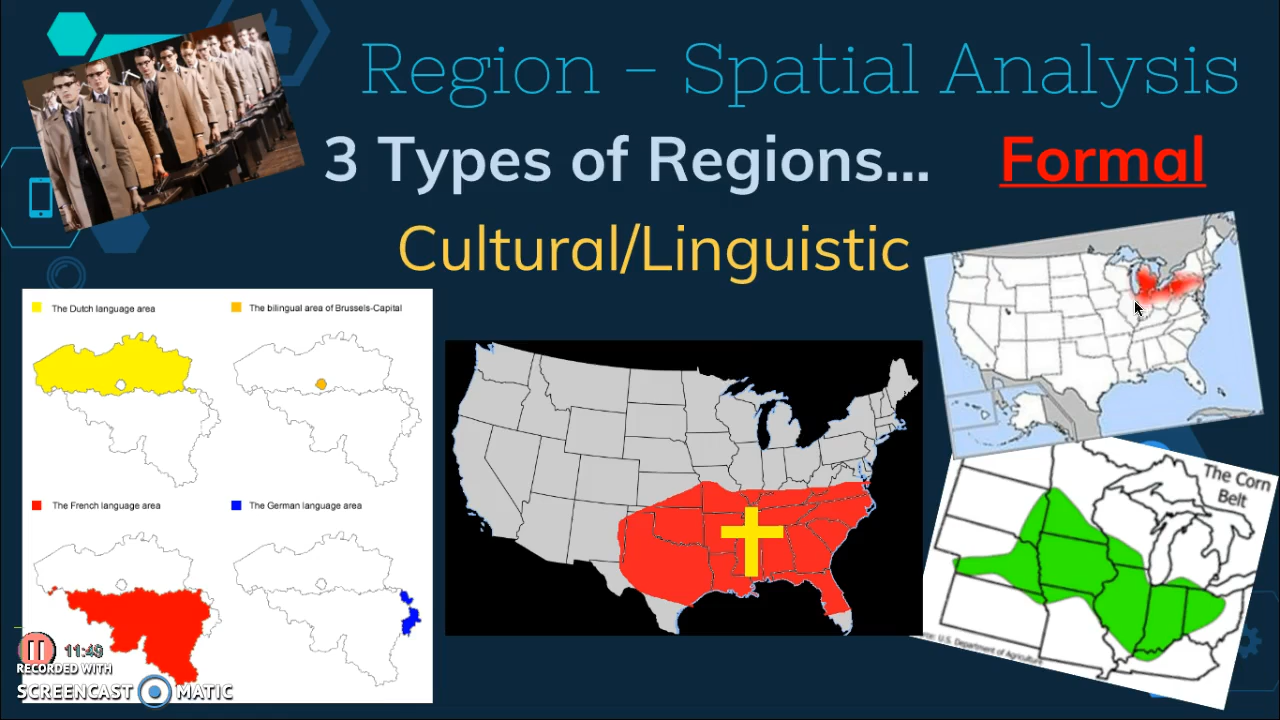 Region - Spatial Analysis
3 Types of Regions... Formal
Cultural/Linguistic
The Dutch language area
The bilingual area of Brussels-Capital
The French language area
The German language area
The Corn
Belt
U.S. Department of Agriculture
11:49
RECORDED WITH
SCREENCAST MATIC